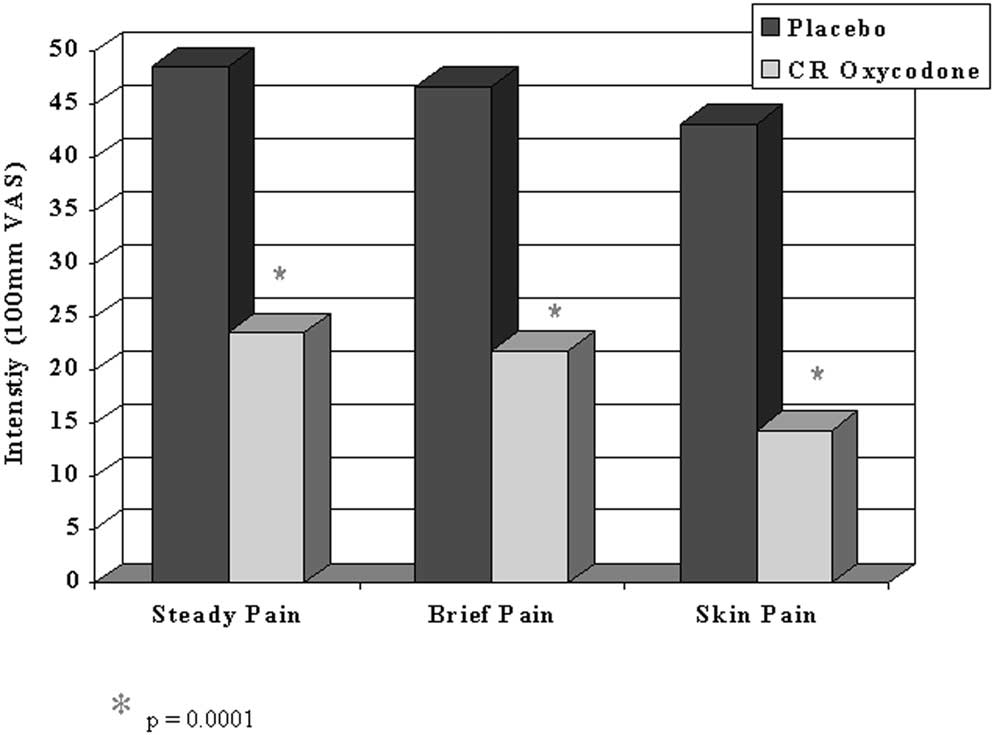 Placebo
CR Oxycodone
Intenstiy (100mm VAS)
50
45
40
35
30
25
20
15
10
5
0
*
*
*
Steady Pain
Brief Pain
Skin Pain
* p = 0.0001